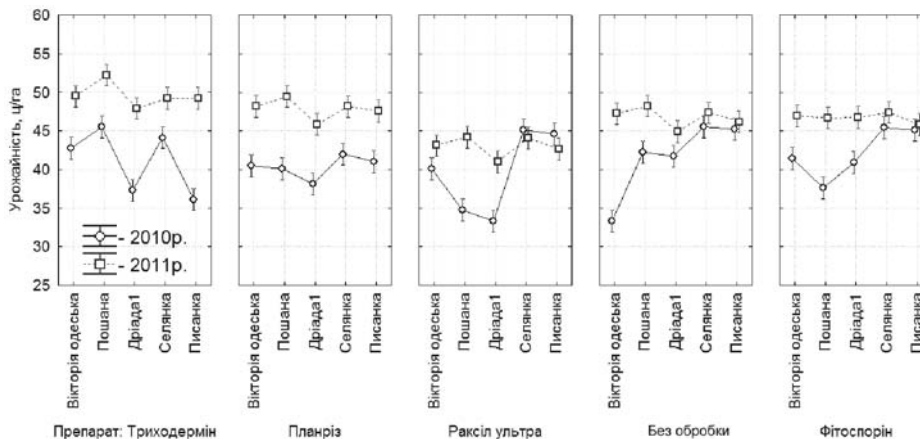 60
55
50
45
40
35
30
25
Урожайність, ц/га
- 2010р.
- 2011р.
Вікторія одеська
Пошана
Дріада1
Селянка
Писанка
Вікторія одеська
Пошана
Дріада1
Селянка
Писанка
Вікторія одеська
Пошана
Дріада1
Селянка
Писанка
Вікторія одеська
Пошана
Дріада1
Селянка
Писанка
Вікторія одеська
Пошана
Дріада1
Селянка
Писанка
Препарат: Триходермін
Планріз
Раксіл ультра
Без обробки
Фітоспорін